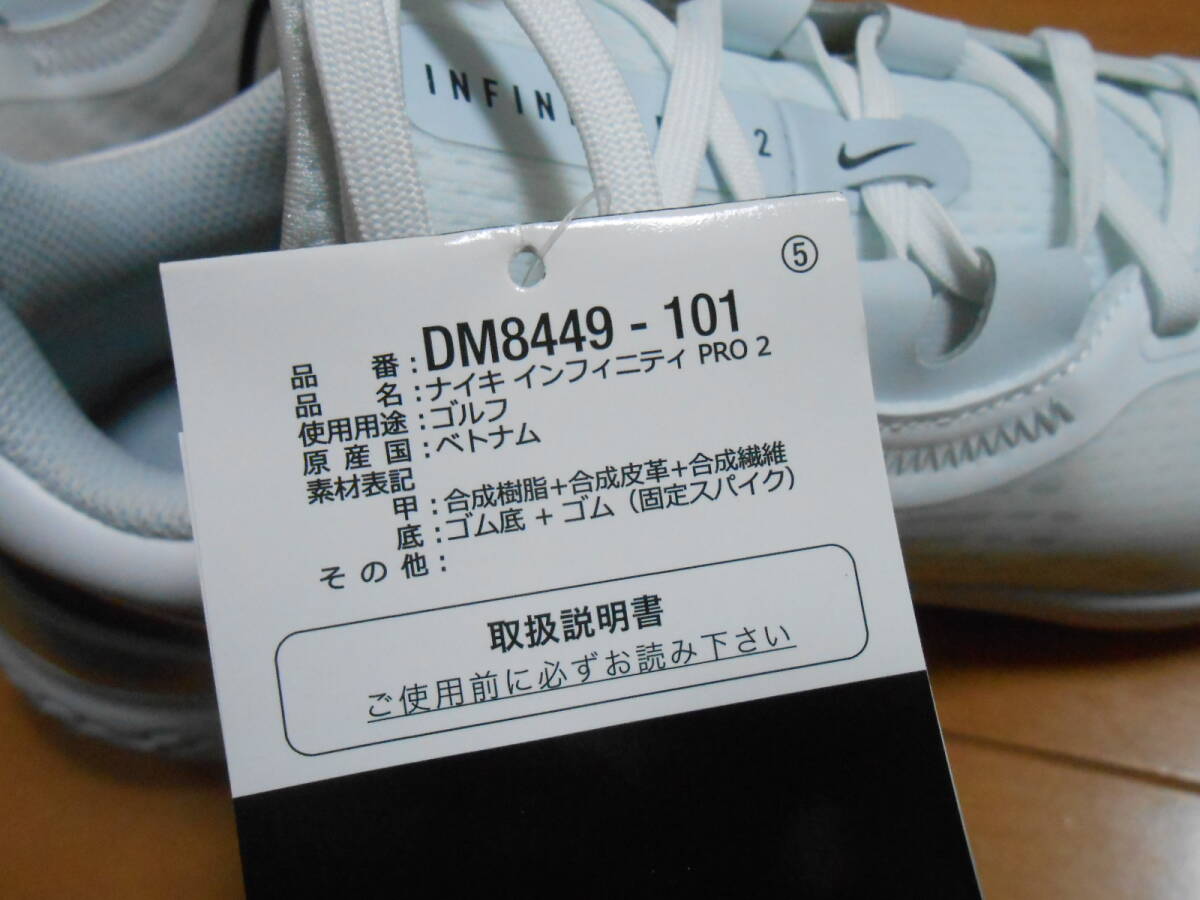 INFIN
2
⑤
品 番：DM8449 - 101
品 名：ナイキ インフィニティ PRO 2
使用用途：ゴルフ
原 産 国：ベトナム
素材表記
甲：合成樹脂＋合成皮革＋合成繊維
底：ゴム底 ＋ ゴム（固定スパイク）
そ の 他：
取扱説明書
ご使用前に必ずお読み下さい